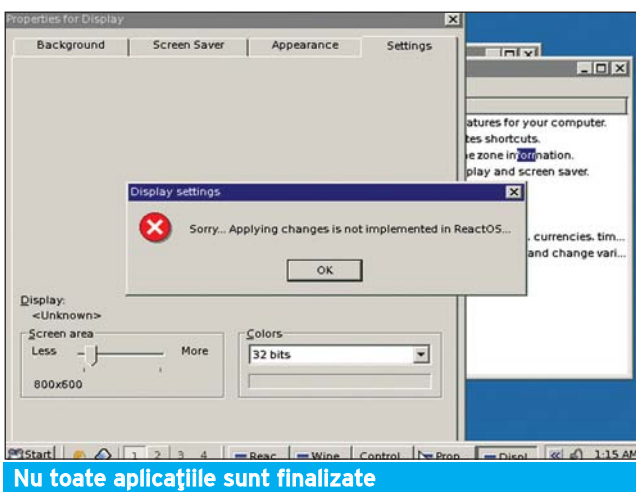 Properties for Display
Background Screen Saver Appearance Settings
atures for your computer.
tes shortcuts.
e zone information.
play and screen saver.
Display settings
Sorry... Applying changes is not implemented in ReactOS...
. currencies. tim...
and change vari...
OK
Display:
<Unknown>
Screen area
Less More
800x600
Colors
32 bits
Start 1 2 3 4 Reac Wine Control Prop Displ 1:15 AM
Nu toate aplicaţiile sunt finalizate